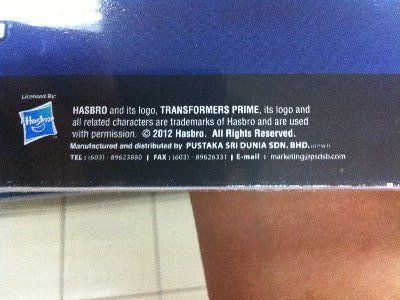 Licensed By:
Hasbro
HASBRO and its logo, TRANSFORMERS PRIME, its logo and
all related characters are trademarks of Hasbro and are used
with permission. © 2012 Hasbro. All Rights Reserved.
Manufactured and distributed by PUSTAKA SRI DUNIA SDN. BHD.
TEL : (603) - 89623880 | FAX : (603) - 89626331 | E-mail : marketing@psdsb.com